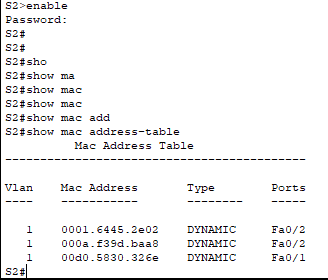 S2>enable
Password:
S2#
S2#
S2#sho
S2#show ma
S2#show mac
S2#show mac
S2#show mac add
S2#show mac address-table
          Mac Address Table
-------------------------------------------

Vlan    Mac Address       Type        Ports
----    -----------       --------    -----

   1    0001.6445.2e02    DYNAMIC     Fa0/2
   1    000a.f39d.baa8    DYNAMIC     Fa0/2
   1    00d0.5830.326e    DYNAMIC     Fa0/1
S2#